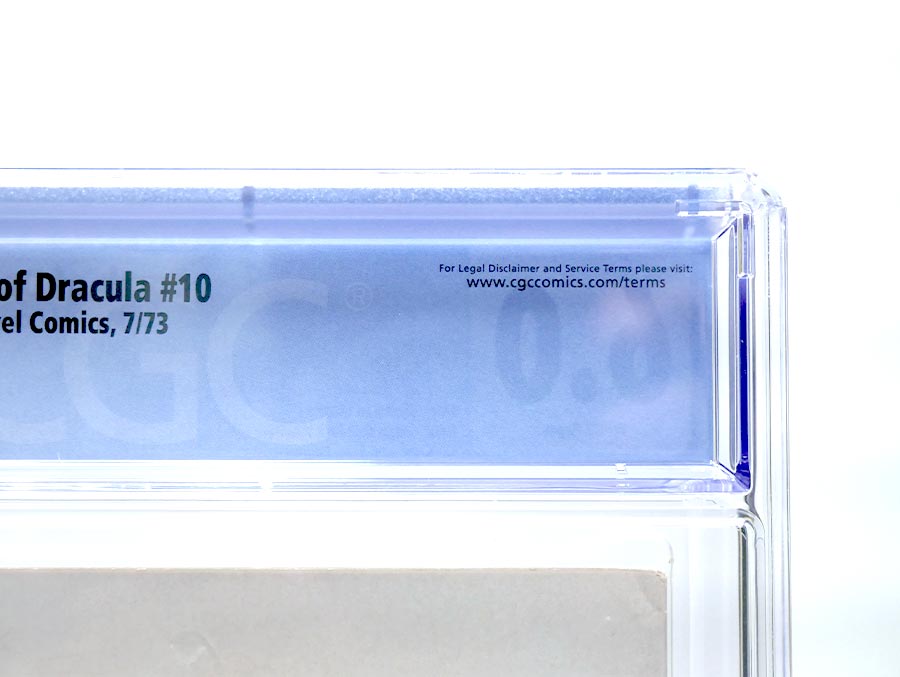 of Dracula #10
vel Comics, 7/73
For Legal Disclaimer and Service Terms please visit:
www.cgccomics.com/terms
CGC®